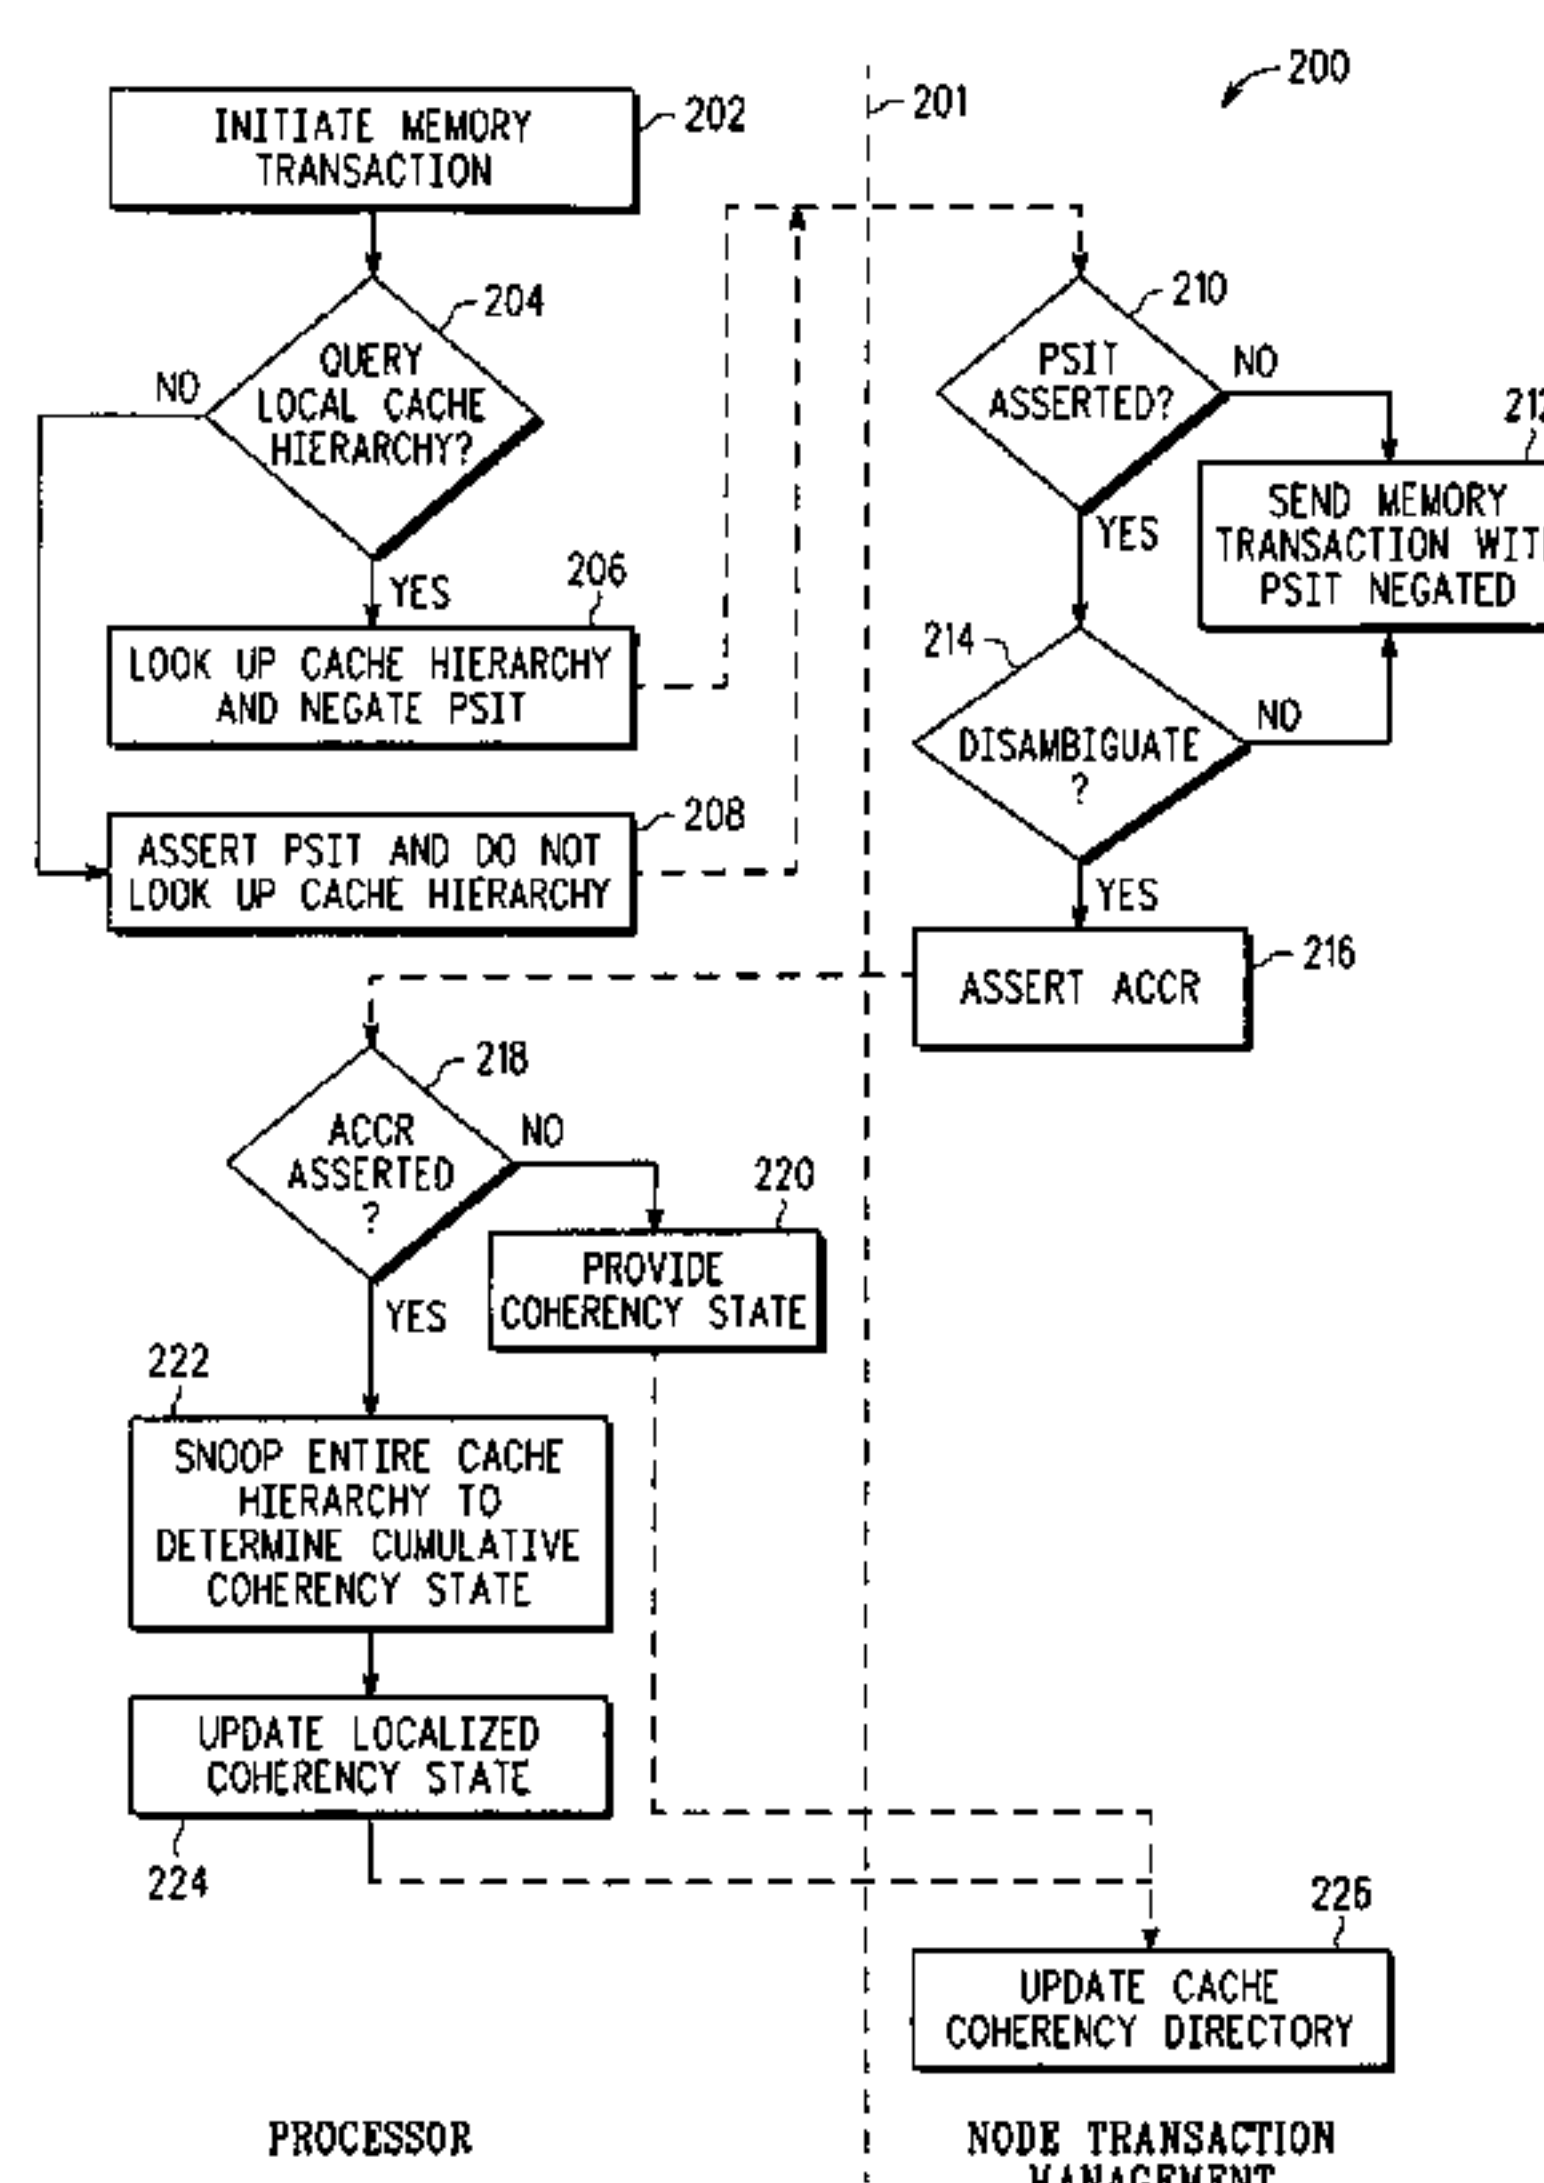 200
201
INITIATE MEMORY
TRANSACTION
202
QUERY
LOCAL CACHE
HIERARCHY?
204
NO
YES
206
LOOK UP CACHE HIERARCHY
AND NEGATE PSIT
208
ASSERT PSIT AND DO NOT
LOOK UP CACHE HIERARCHY
210
PSIT
ASSERTED?
NO
YES
SEND MEMORY
TRANSACTION
PSIT NEGATED
214
DISAMBIGUATE
?
NO
YES
ASSERT ACCR
216
218
ACCR
ASSERTED
?
NO
YES
220
PROVIDE
COHERENCY STATE
222
SNOOP ENTIRE CACHE
HIERARCHY TO
DETERMINE CUMULATIVE
COHERENCY STATE
UPDATE LOCALIZED
COHERENCY STATE
224
226
UPDATE CACHE
COHERENCY DIRECTORY
PROCESSOR
NODE TRANSACTION
MANAGEMENT